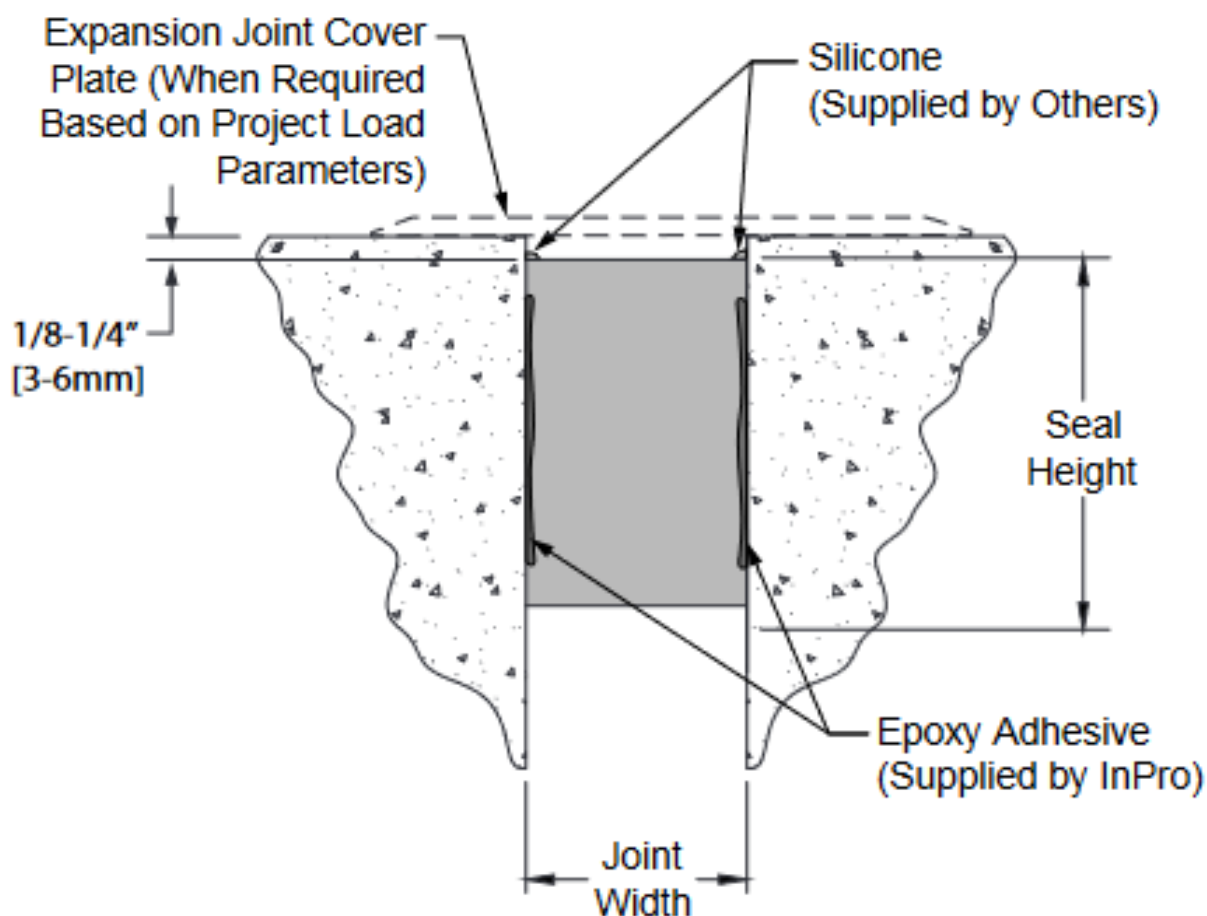 Expansion Joint Cover
Plate (When Required
Based on Project Load
Parameters)
Silicone
(Supplied by Others)
1/8-1/4”
[3-6mm]
Seal
Height
Epoxy Adhesive
(Supplied by InPro)
Joint
Width